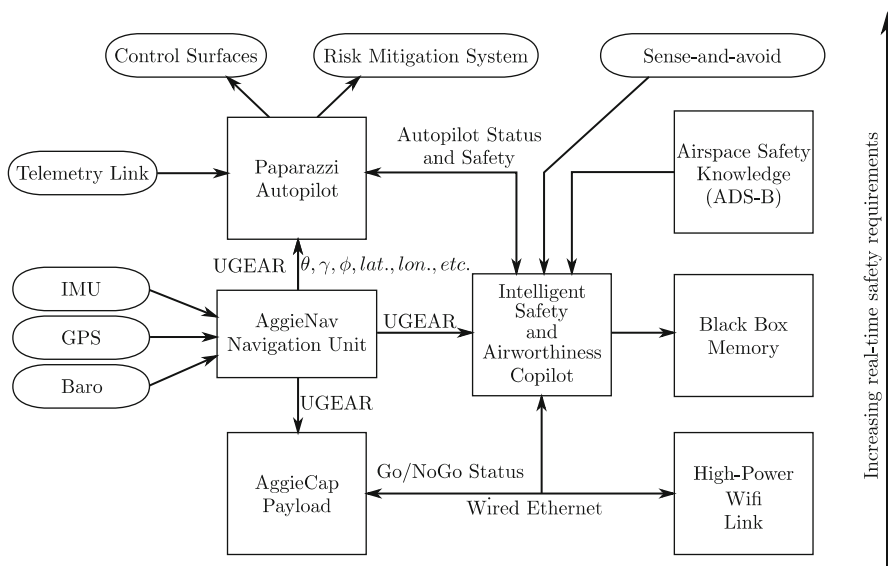 Control Surfaces
Risk Mitigation System
Sense-and-avoid
Telemetry Link
Paparazzi
Autopilot
Autopilot Status
and Safety
Airspace Safety
Knowledge
(ADS-B)
UGEAR
θ, γ, ϕ, lat., lon., etc.
IMU
GPS
Baro
AggieNav
Navigation Unit
UGEAR
Intelligent
Safety
and
Airworthiness
Copilot
Black Box
Memory
UGEAR
AggieCap
Payload
Go/NoGo Status
Wired Ethernet
High-Power
Wifi
Link
Increasing real-time safety requirements